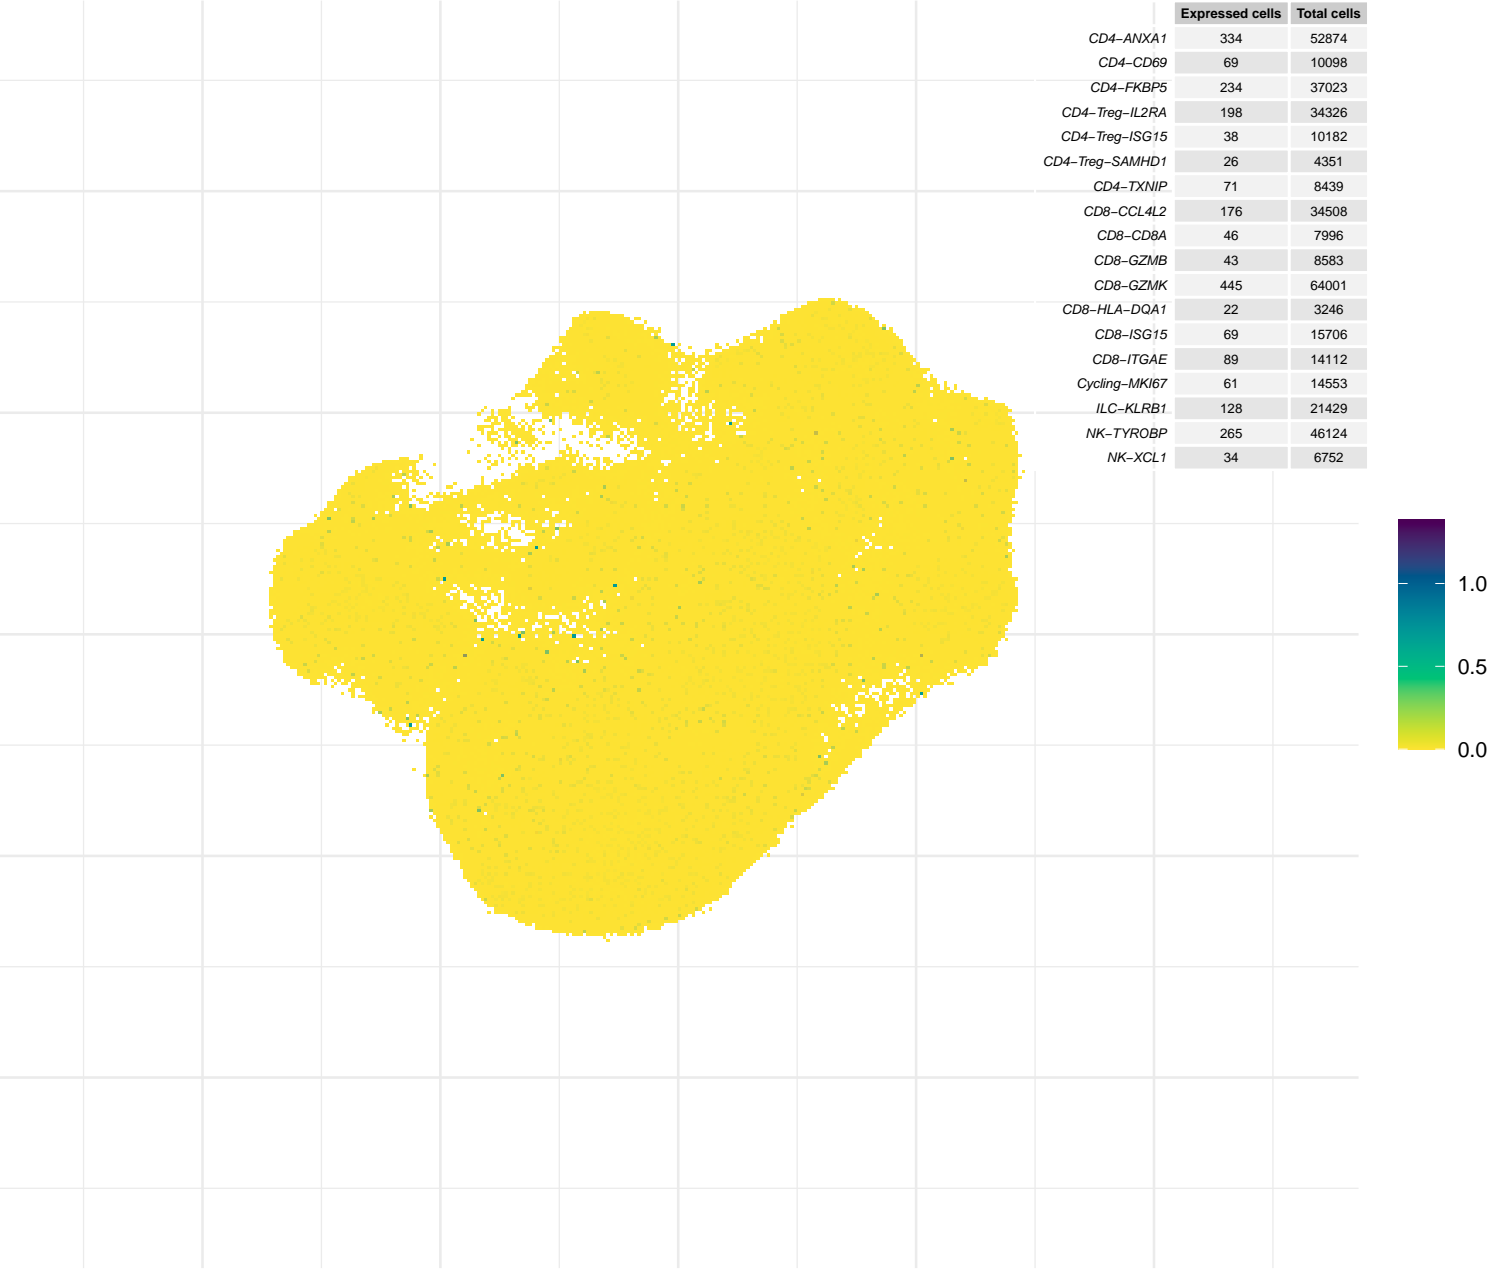 Expressed cells Total cells
CD4−ANXA1 334 52874
CD4−CD69 69 10098
CD4−FKBP5 234 37023
CD4−Treg−IL2RA 198 34326
CD4−Treg−ISG15 38 10182
CD4−Treg−SAMHD1 26 4351
CD4−TXNIP 71 8439
CD8−CCL4L2 176 34508
CD8−CD8A 46 7996
CD8−GZMB 43 8583
CD8−GZMK 445 64001
CD8−HLA−DQA1 22 3246
CD8−ISG15 69 15706
CD8−ITGAE 89 14112
Cycling−MKI67 61 14553
ILC−KLRB1 128 21429
NK−TYROBP 265 46124
NK−XCL1 34 6752
1.0
0.5
0.0